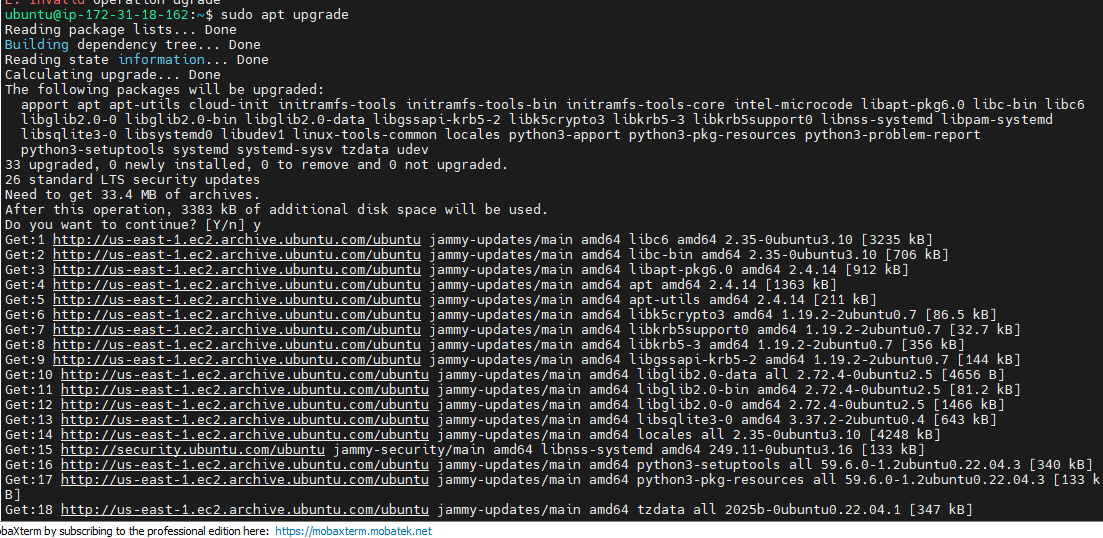 E: Invalid operation ugrade
ubuntu@ip-172-31-18-162:~$ sudo apt upgrade
Reading package lists... Done
Building dependency tree... Done
Reading state information... Done
Calculating upgrade... Done
The following packages will be upgraded:
  apport apt apt-utils cloud-init initramfs-tools initramfs-tools-bin initramfs-tools-core intel-microcode libapt-pkg6.0 libc-bin libc6
  libglib2.0-0 libglib2.0-bin libglib2.0-data libgssapi-krb5-2 libk5crypto3 libkrb5-3 libkrb5support0 libnss-systemd libpam-systemd
  libsqlite3-0 libsystemd0 libudev1 linux-tools-common locales python3-apport python3-pkg-resources python3-problem-report
  python3-setuptools systemd systemd-sysv tzdata udev
33 upgraded, 0 newly installed, 0 to remove and 0 not upgraded.
26 standard LTS security updates
Need to get 33.4 MB of archives.
After this operation, 3383 kB of additional disk space will be used.
Do you want to continue? [Y/n] y
Get:1 http://us-east-1.ec2.archive.ubuntu.com/ubuntu jammy-updates/main amd64 libc6 amd64 2.35-0ubuntu3.10 [3235 kB]
Get:2 http://us-east-1.ec2.archive.ubuntu.com/ubuntu jammy-updates/main amd64 libc-bin amd64 2.35-0ubuntu3.10 [706 kB]
Get:3 http://us-east-1.ec2.archive.ubuntu.com/ubuntu jammy-updates/main amd64 libapt-pkg6.0 amd64 2.4.14 [912 kB]
Get:4 http://us-east-1.ec2.archive.ubuntu.com/ubuntu jammy-updates/main amd64 apt amd64 2.4.14 [1363 kB]
Get:5 http://us-east-1.ec2.archive.ubuntu.com/ubuntu jammy-updates/main amd64 apt-utils amd64 2.4.14 [211 kB]
Get:6 http://us-east-1.ec2.archive.ubuntu.com/ubuntu jammy-updates/main amd64 libk5crypto3 amd64 1.19.2-2ubuntu0.7 [86.5 kB]
Get:7 http://us-east-1.ec2.archive.ubuntu.com/ubuntu jammy-updates/main amd64 libkrb5support0 amd64 1.19.2-2ubuntu0.7 [32.7 kB]
Get:8 http://us-east-1.ec2.archive.ubuntu.com/ubuntu jammy-updates/main amd64 libkrb5-3 amd64 1.19.2-2ubuntu0.7 [356 kB]
Get:9 http://us-east-1.ec2.archive.ubuntu.com/ubuntu jammy-updates/main amd64 libgssapi-krb5-2 amd64 1.19.2-2ubuntu0.7 [144 kB]
Get:10 http://us-east-1.ec2.archive.ubuntu.com/ubuntu jammy-updates/main amd64 libglib2.0-data all 2.72.4-0ubuntu2.5 [4656 B]
Get:11 http://us-east-1.ec2.archive.ubuntu.com/ubuntu jammy-updates/main amd64 libglib2.0-bin amd64 2.72.4-0ubuntu2.5 [81.2 kB]
Get:12 http://us-east-1.ec2.archive.ubuntu.com/ubuntu jammy-updates/main amd64 libglib2.0-0 amd64 2.72.4-0ubuntu2.5 [1466 kB]
Get:13 http://us-east-1.ec2.archive.ubuntu.com/ubuntu jammy-updates/main amd64 libsqlite3-0 amd64 3.37.2-2ubuntu0.4 [643 kB]
Get:14 http://us-east-1.ec2.archive.ubuntu.com/ubuntu jammy-updates/main amd64 locales all 2.35-0ubuntu3.10 [4248 kB]
Get:15 http://security.ubuntu.com/ubuntu jammy-security/main amd64 libnss-systemd amd64 249.11-0ubuntu3.16 [133 kB]
Get:16 http://us-east-1.ec2.archive.ubuntu.com/ubuntu jammy-updates/main amd64 python3-setuptools all 59.6.0-1.2ubuntu0.22.04.3 [340 kB]
Get:17 http://us-east-1.ec2.archive.ubuntu.com/ubuntu jammy-updates/main amd64 python3-pkg-resources all 59.6.0-1.2ubuntu0.22.04.3 [133 k
B]
Get:18 http://us-east-1.ec2.archive.ubuntu.com/ubuntu jammy-updates/main amd64 tzdata all 2025b-0ubuntu0.22.04.1 [347 kB]
obaXterm by subscribing to the professional edition here: https://mobaxterm.mobatek.net